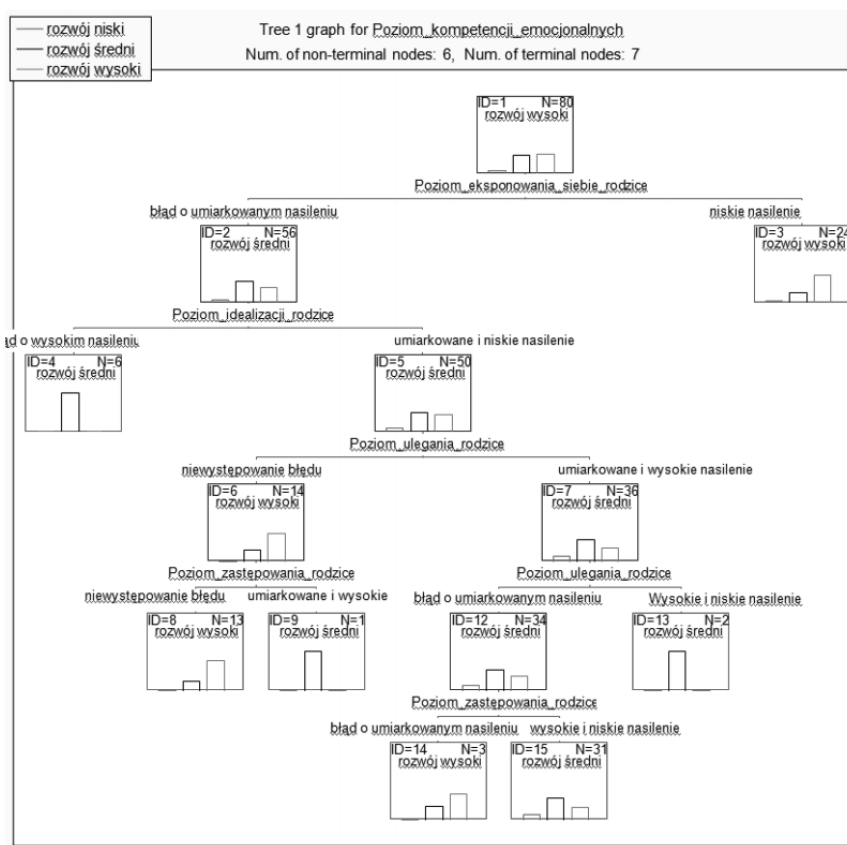 rozwój niski
rozwój średni
rozwój wysoki
Tree 1 graph for Poziom_kompetencji_emocjonalnych
Num. of non-terminal nodes: 6, Num. of terminal nodes: 7
ID=1 N=80
rozwój wysoki
Poziom_eksponowania_siebie_rodzice
błąd o umiarkowanym nasileniu niskie nasilenie
ID=2 N=56
rozwój średni
ID=3 N=24
rozwój wysoki
Poziom_idealizacji_rodzice
ąd o wysokim nasileniu umiarkowane i niskie nasilenie
ID=4 N=6
rozwój średni
ID=5 N=50
rozwój średni
Poziom_ulegania_rodzice
niewystępowanie błędu umiarkowane i wysokie nasilenie
ID=6 N=14
rozwój wysoki
ID=7 N=36
rozwój średni
Poziom_zastępowania_rodzice Poziom_ulegania_rodzice
niewystępowanie błędu umiarkowane i wysokie błąd o umiarkowanym nasileniu Wysokie i niskie nasilenie
ID=8 N=13
rozwój wysoki
ID=9 N=1
rozwój średni
ID=12 N=34
rozwój średni
ID=13 N=2
rozwój średni
Poziom_zastępowania_rodzice
błąd o umiarkowanym nasileniu wysokie i niskie nasilenie
ID=14 N=3
rozwój wysoki
ID=15 N=31
rozwój średni